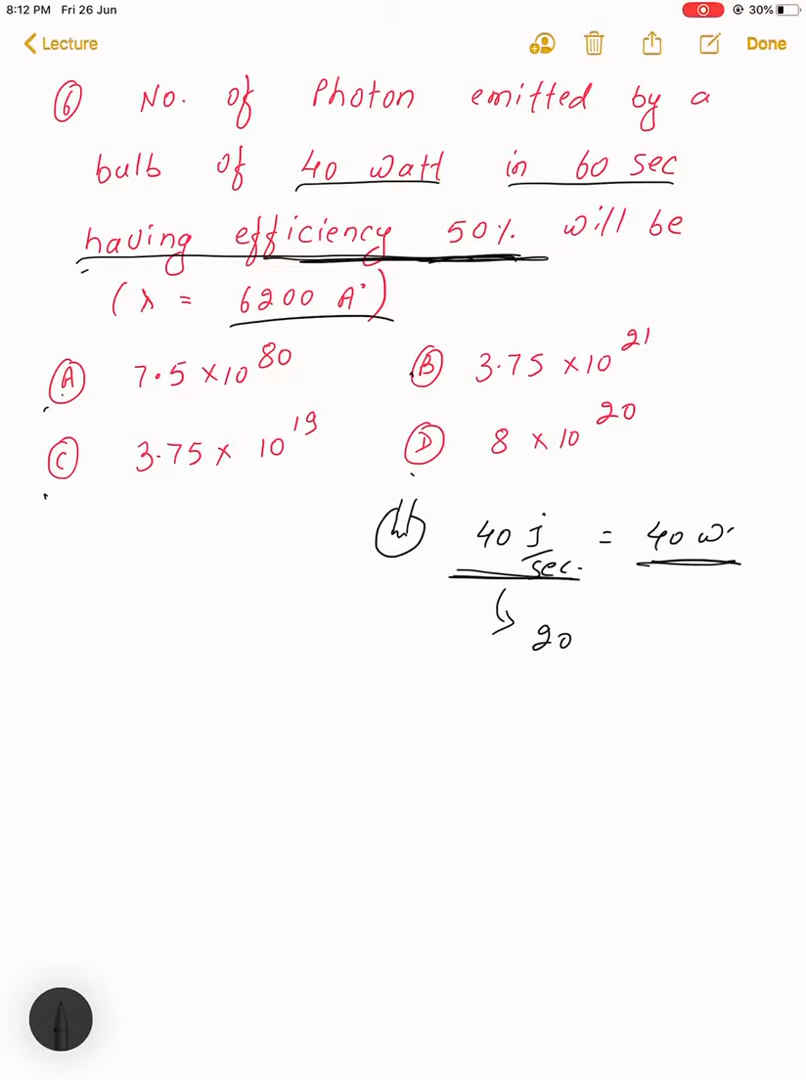 8:12 PM Fri 26 Jun 30%
Lecture Done
6 No. of Photon emitted by a
bulb of 40 watt in 60 sec
having efficiency 50% will be
(λ = 6200 A°)
A 7.5 × 10^80 B 3.75 × 10^21
C 3.75 × 10^19 D 8 × 10^20
40 J/sec. = 40 w.
20